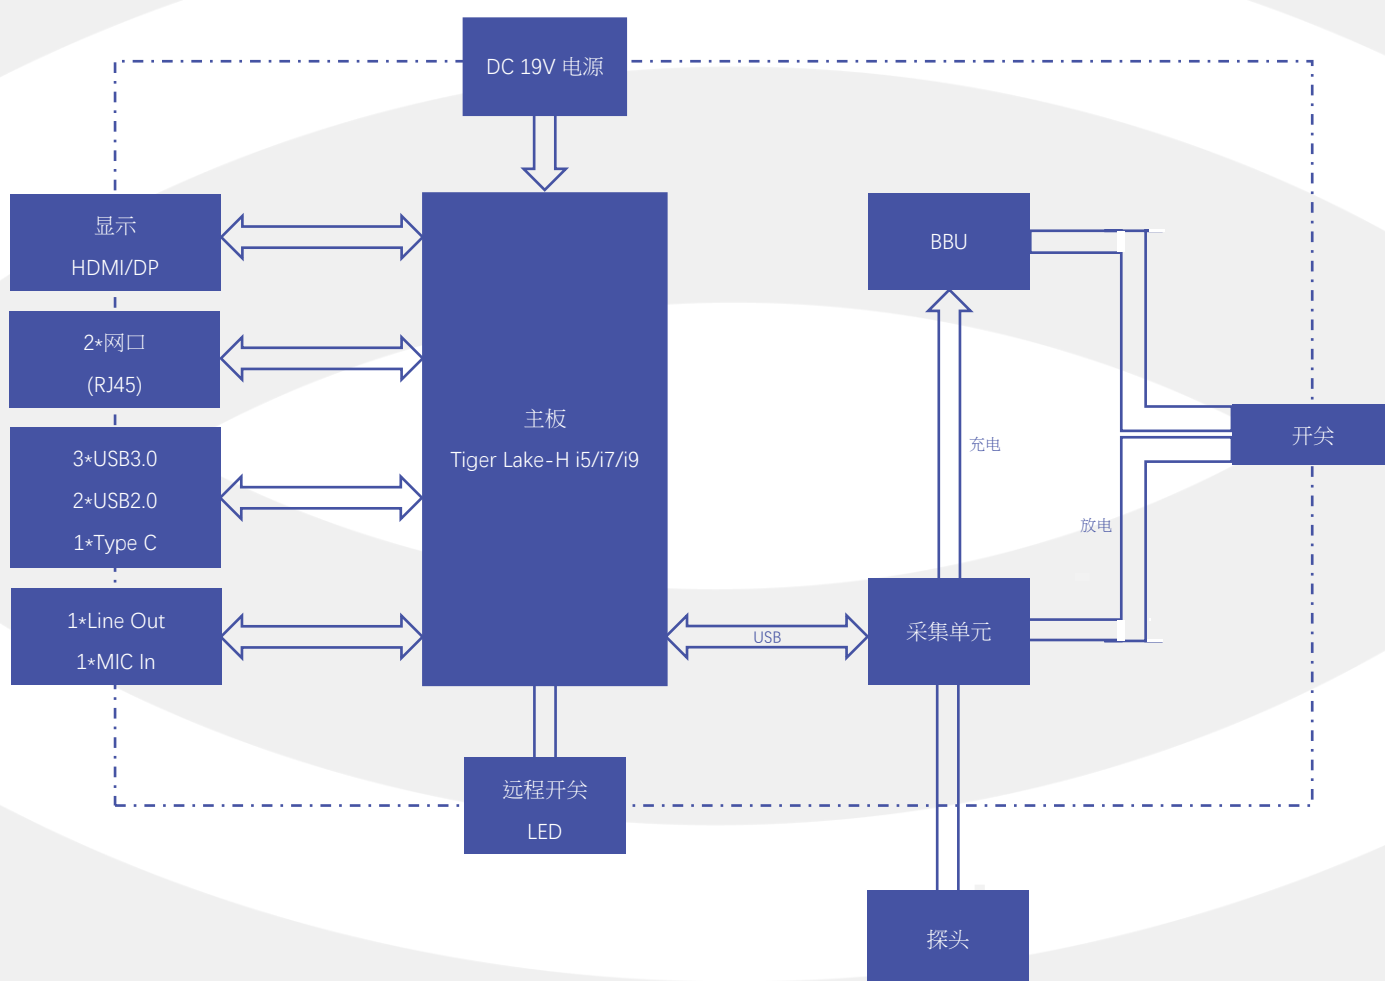 DC 19V 电源
显示
HDMI/DP
2*网口
(RJ45)
3*USB3.0
2*USB2.0
1*Type C
1*Line Out
1*MIC In
主板
Tiger Lake-H i5/i7/i9
远程开关
LED
BBU
充电
放电
开关
USB
采集单元
探头